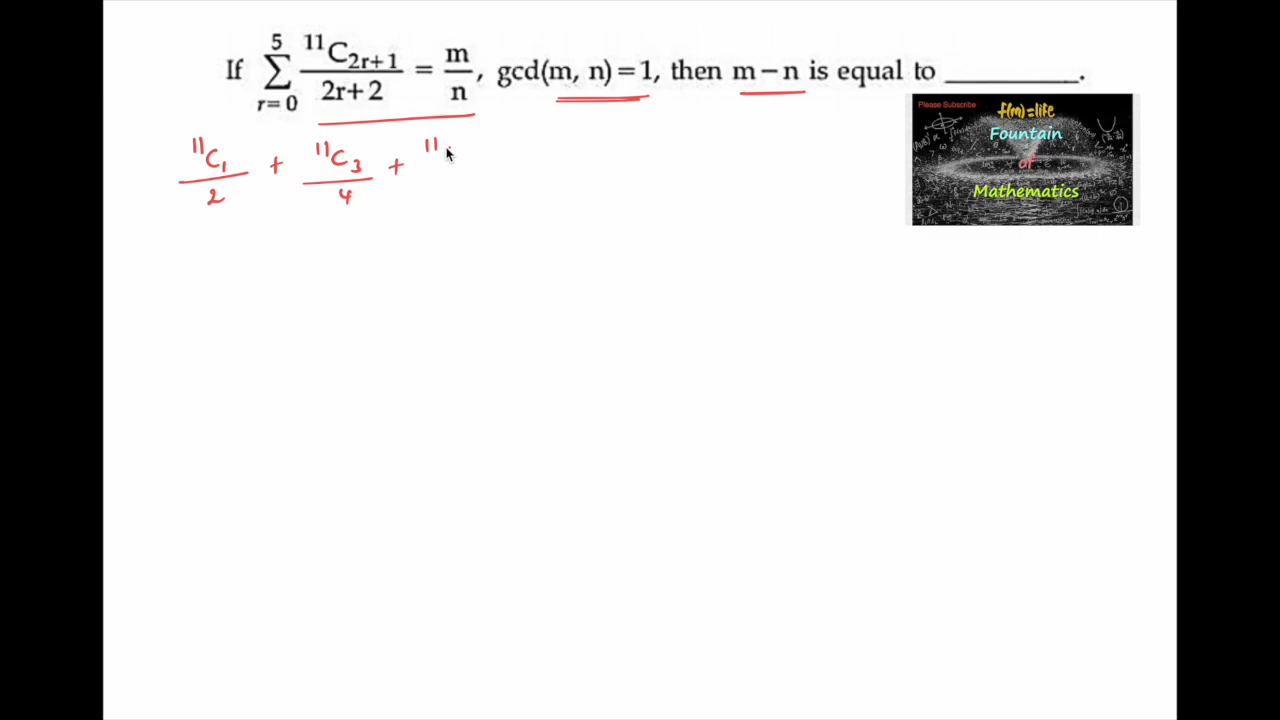 If ∑_{r=0}^{5} ¹¹C_{2r+1}/(2r+2) = m/n, gcd(m, n)=1, then m−n is equal to __________.
¹¹C₁/2 + ¹¹C₃/4 + 11
Please Subscribe
f(m)=life
Fountain
of
Mathematics